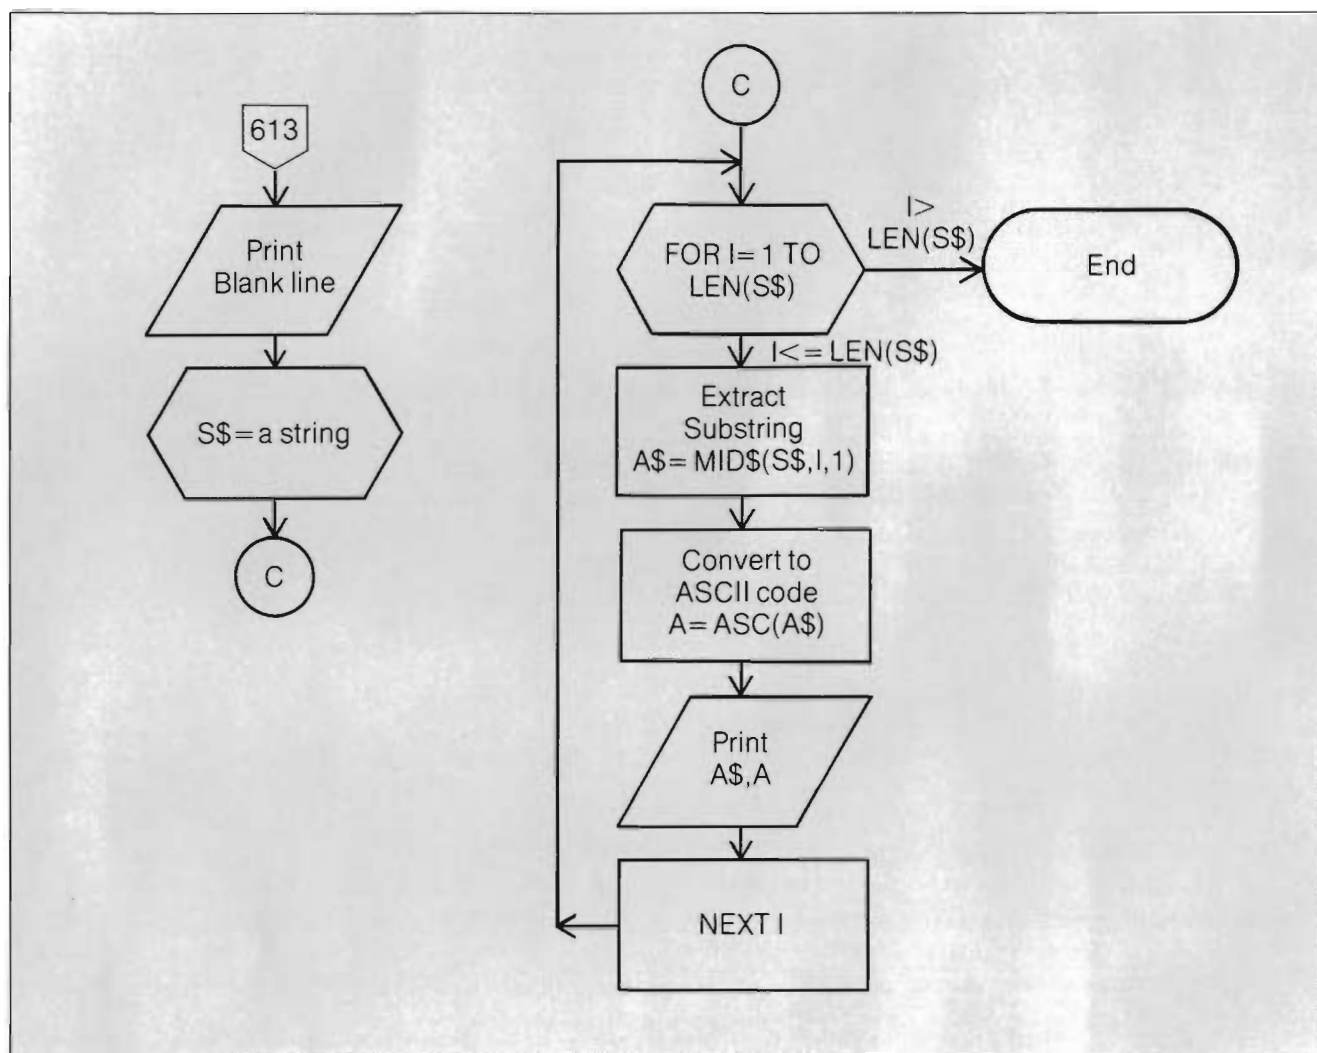 613
Print
Blank line
S$=a string
C
C
FOR I=1 TO
LEN(S$)
I>
LEN(S$)
End
I<=LEN(S$)
Extract
Substring
A$=MID$(S$,I,1)
Convert to
ASCII code
A=ASC(A$)
Print
A$,A
NEXT I